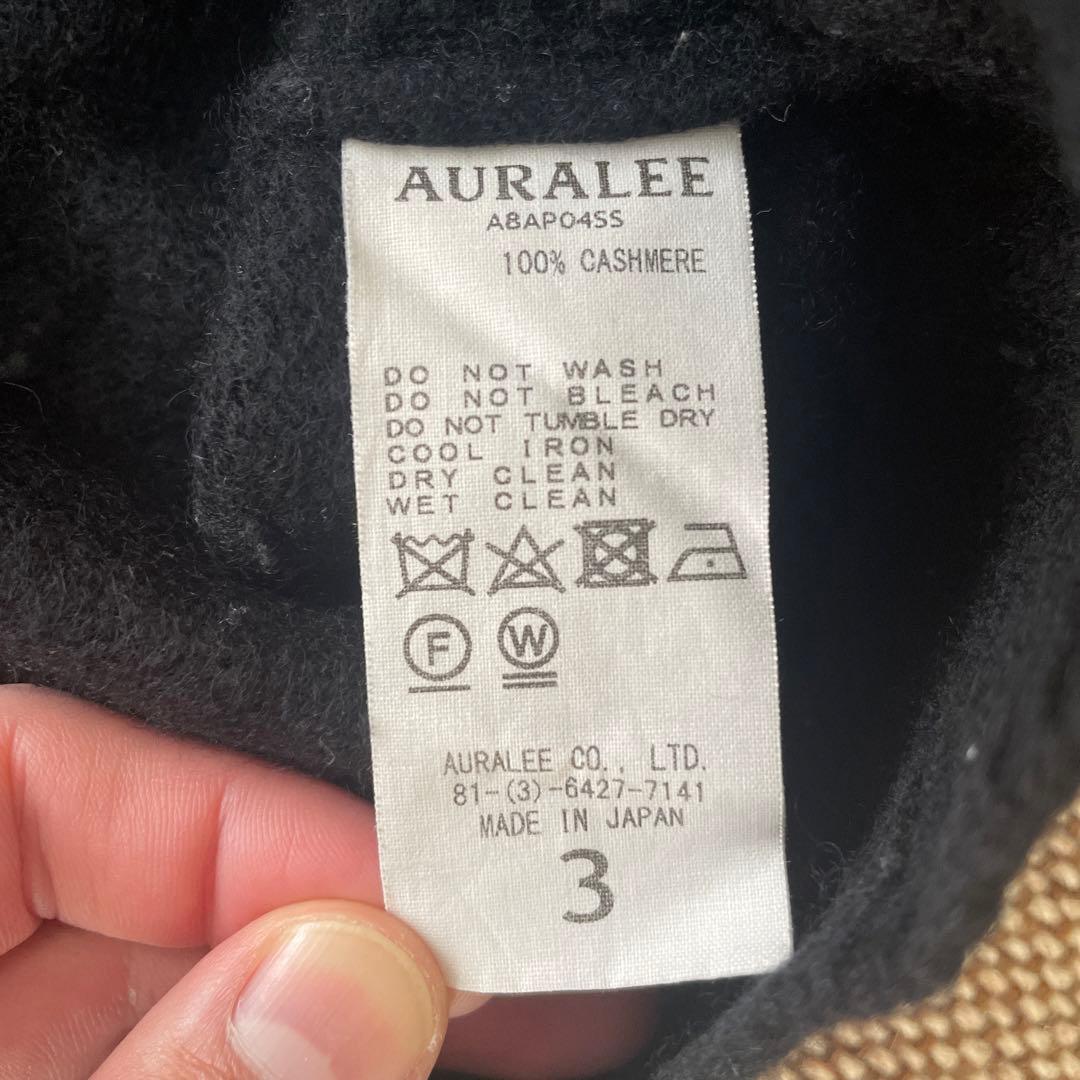 AURALEE
A8AP04SS
100% CASHMERE
DO NOT WASH
DO NOT BLEACH
DO NOT TUMBLE DRY
COOL IRON
DRY CLEAN
WET CLEAN
F W
AURALEE CO., LTD.
81-(3)-6427-7141
MADE IN JAPAN
3